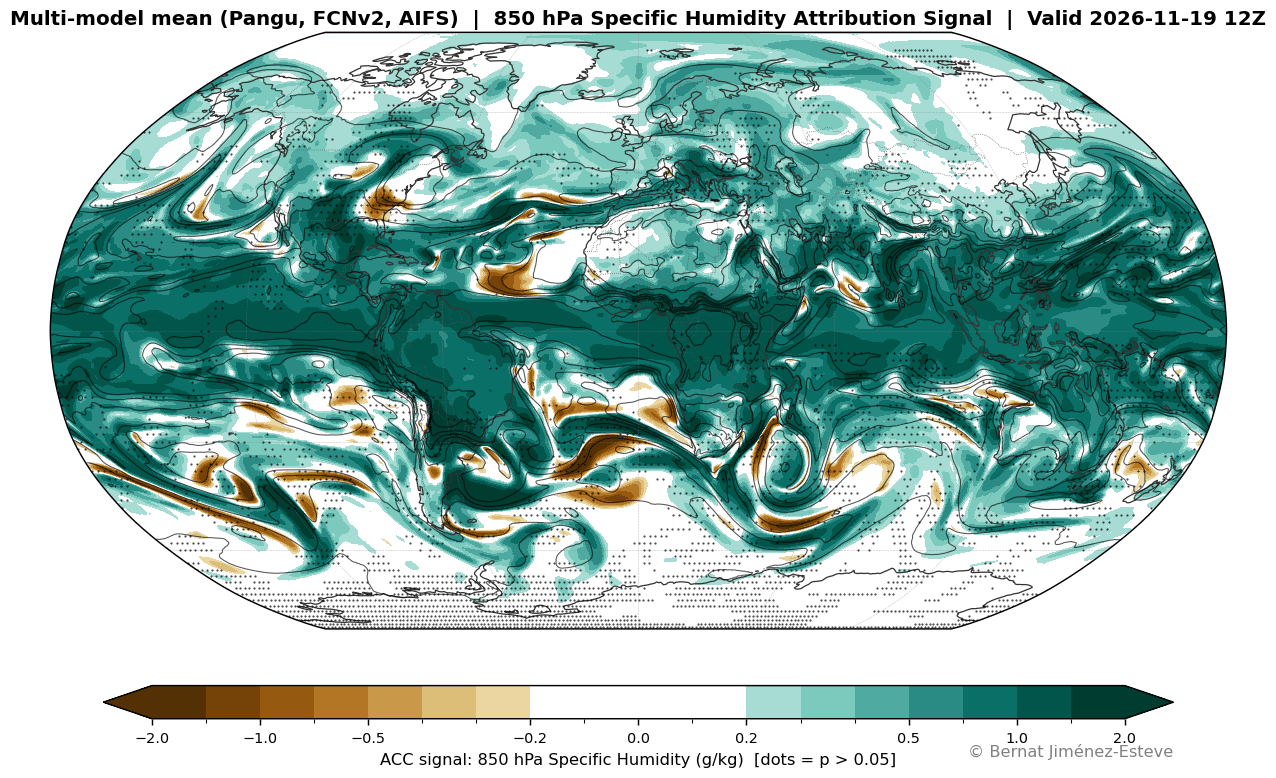 Multi-model mean (Pangu, FCNv2, AIFS)  |  850 hPa Specific Humidity Attribution Signal  |  Valid 2026-11-19 12Z
−2.0 −1.0 −0.5 −0.2 0.0 0.2 0.5 1.0 2.0
ACC signal: 850 hPa Specific Humidity (g/kg)  [dots = p > 0.05]
© Bernat Jiménez-Esteve